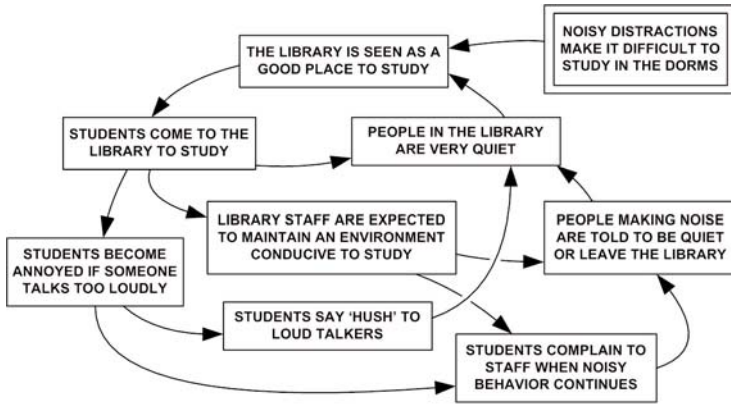 NOISY DISTRACTIONS
MAKE IT DIFFICULT TO
STUDY IN THE DORMS
THE LIBRARY IS SEEN AS A
GOOD PLACE TO STUDY
STUDENTS COME TO THE
LIBRARY TO STUDY
PEOPLE IN THE LIBRARY
ARE VERY QUIET
LIBRARY STAFF ARE EXPECTED
TO MAINTAIN AN ENVIRONMENT
CONDUCIVE TO STUDY
PEOPLE MAKING NOISE
ARE TOLD TO BE QUIET
OR LEAVE THE LIBRARY
STUDENTS BECOME
ANNOYED IF SOMEONE
TALKS TOO LOUDLY
STUDENTS SAY ‘HUSH’ TO
LOUD TALKERS
STUDENTS COMPLAIN TO
STAFF WHEN NOISY
BEHAVIOR CONTINUES